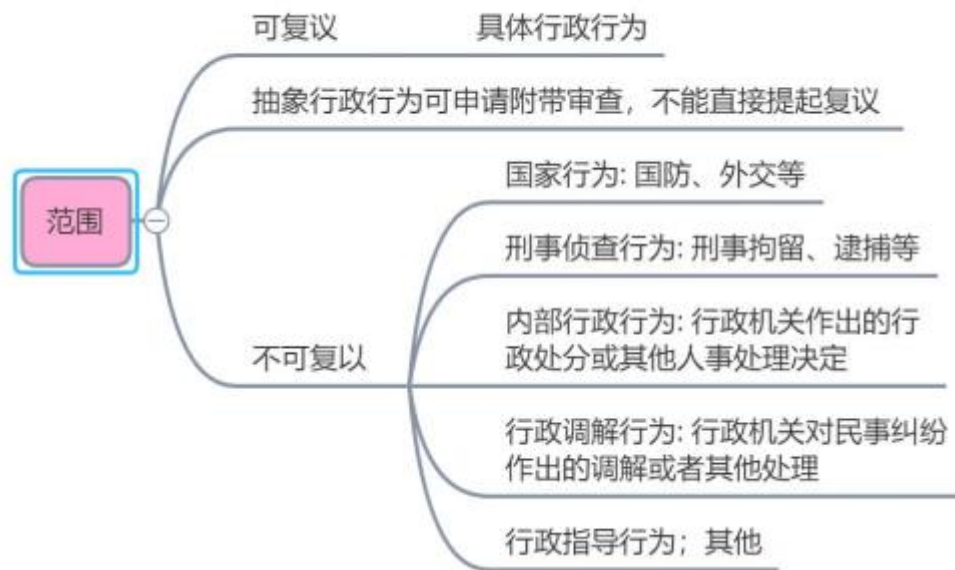 可复议
具体行政行为
抽象行政行为可申请附带审查，不能直接提起复议
范围
国家行为: 国防、外交等
刑事侦查行为: 刑事拘留、逮捕等
不可复以
内部行政行为: 行政机关作出的行
政处分或其他人事处理决定
行政调解行为: 行政机关对民事纠纷
作出的调解或者其他处理
行政指导行为；其他